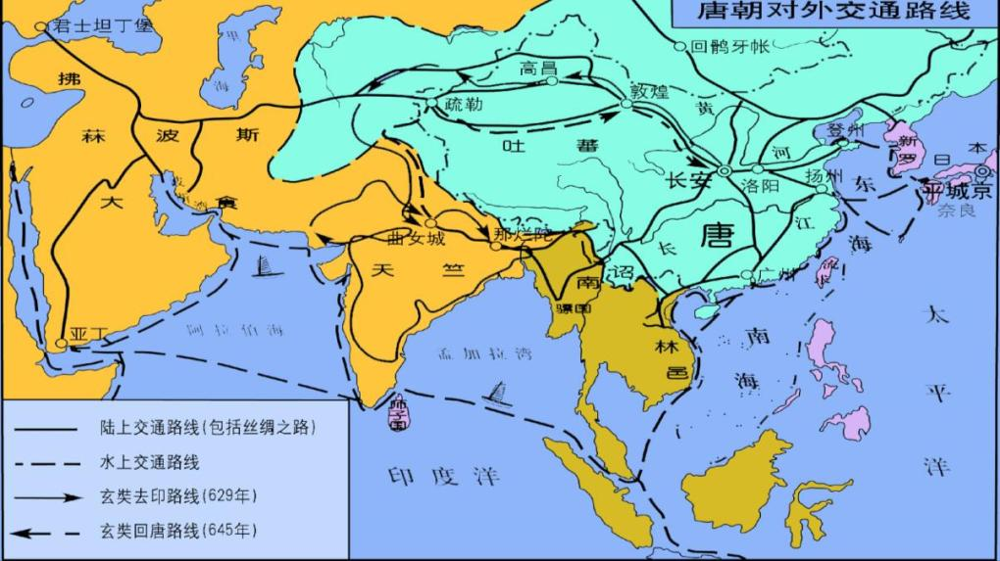 唐朝对外交通路线
君士坦丁堡
里
海
回鹘牙帐
拂
菻
波
斯
高昌
疏勒
敦煌
黄
河
登州
新
罗
日
本
吐
蕃
长安
洛阳
扬州
东
海
平城京
奈良
大
食
曲女城
那烂陀
唐
长
江
天
竺
南
诏
广州
骠国
亚丁
阿拉伯海
孟加拉湾
林
邑
南
海
太
平
洋
师
子
国
印度洋
陆上交通路线(包括丝绸之路)
水上交通路线
玄奘去印路线(629年)
玄奘回唐路线(645年)